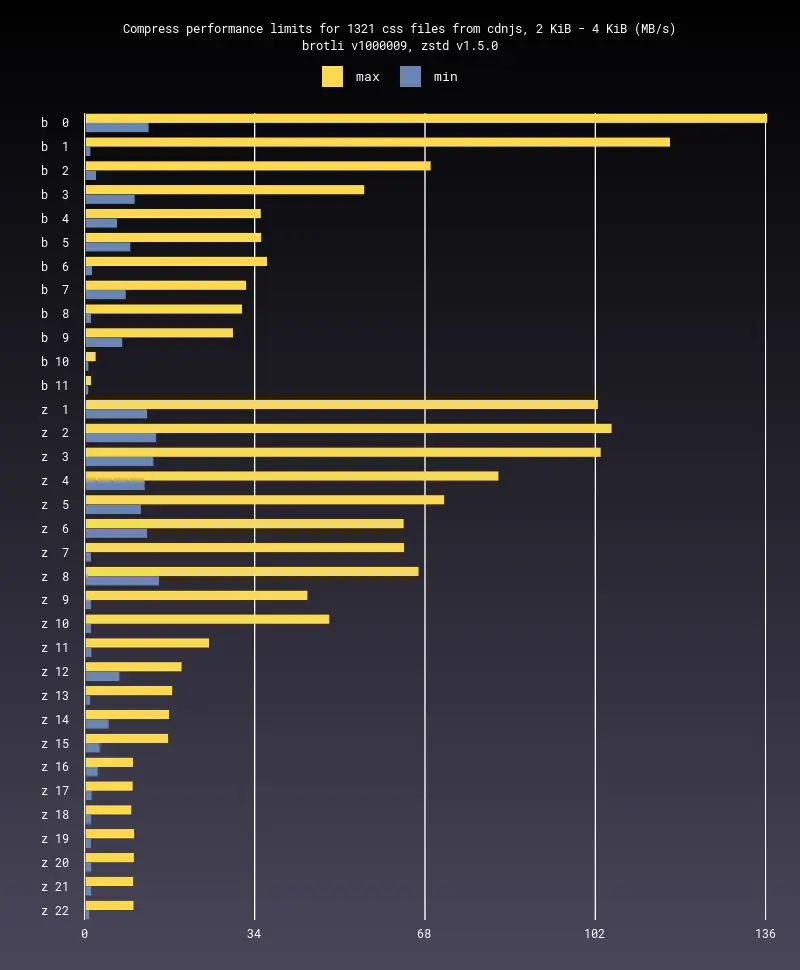 Compress performance limits for 1321 css files from cdnjs, 2 KiB - 4 KiB (MB/s)
brotli v1000009, zstd v1.5.0
max min
b 0
b 1
b 2
b 3
b 4
b 5
b 6
b 7
b 8
b 9
b 10
b 11
z 1
z 2
z 3
z 4
z 5
z 6
z 7
z 8
z 9
z 10
z 11
z 12
z 13
z 14
z 15
z 16
z 17
z 18
z 19
z 20
z 21
z 22
0 34 68 102 136